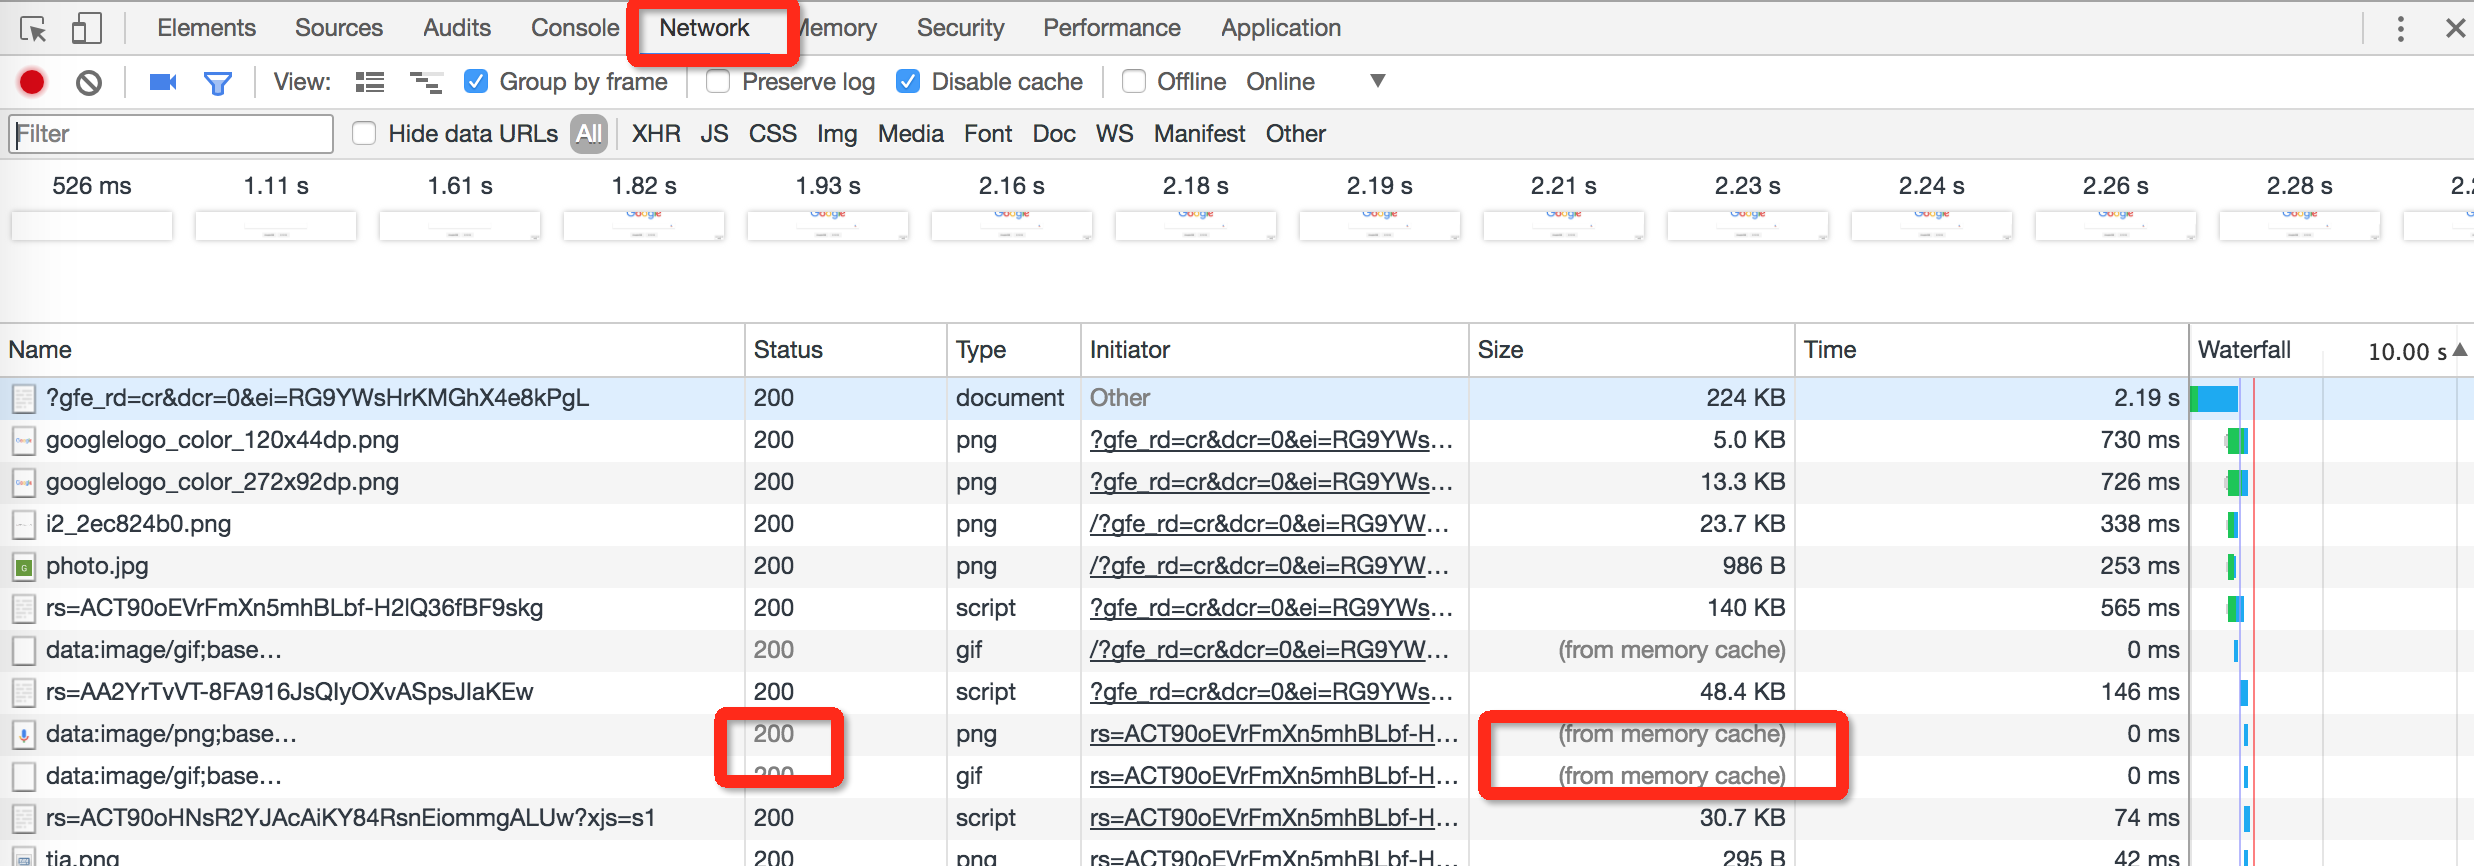 Elements Sources Audits Console Network Memory Security Performance Application
View: Group by frame Preserve log Disable cache Offline Online
Filter Hide data URLs All XHR JS CSS Img Media Font Doc WS Manifest Other
526 ms 1.11 s 1.61 s 1.82 s 1.93 s 2.16 s 2.18 s 2.19 s 2.21 s 2.23 s 2.24 s 2.26 s 2.28 s
Google Google Google Google Google Google Google Google Google Google
Name Status Type Initiator Size Time Waterfall 10.00 s
?gfe_rd=cr&dcr=0&ei=RG9YWsHrKMGhX4e8kPgL 200 document Other 224 KB 2.19 s
googlelogo_color_120x44dp.png 200 png ?gfe_rd=cr&dcr=0&ei=RG9YWs... 5.0 KB 730 ms
googlelogo_color_272x92dp.png 200 png ?gfe_rd=cr&dcr=0&ei=RG9YWs... 13.3 KB 726 ms
i2_2ec824b0.png 200 png /?gfe_rd=cr&dcr=0&ei=RG9YW... 23.7 KB 338 ms
photo.jpg 200 png /?gfe_rd=cr&dcr=0&ei=RG9YW... 986 B 253 ms
rs=ACT90oEVrFmXn5mhBLbf-H2lQ36fBF9skg 200 script ?gfe_rd=cr&dcr=0&ei=RG9YWs... 140 KB 565 ms
data:image/gif;base... 200 gif /?gfe_rd=cr&dcr=0&ei=RG9YW... (from memory cache) 0 ms
rs=AA2YrTvVT-8FA916JsQlyOXvASpsJlaKEw 200 script ?gfe_rd=cr&dcr=0&ei=RG9YWs... 48.4 KB 146 ms
data:image/png;base... 200 png rs=ACT90oEVrFmXn5mhBLbf-H... (from memory cache) 0 ms
data:image/gif;base... 200 gif rs=ACT90oEVrFmXn5mhBLbf-H... (from memory cache) 0 ms
rs=ACT90oHNsR2YJAcAiKY84RsnEiommgALUw?xjs=s1 200 script rs=ACT90oEVrFmXn5mhBLbf-H... 30.7 KB 74 ms
tia.png 200 png rs=ACT90oEVrFmXn5mhBLbf-H... 295 B 42 ms